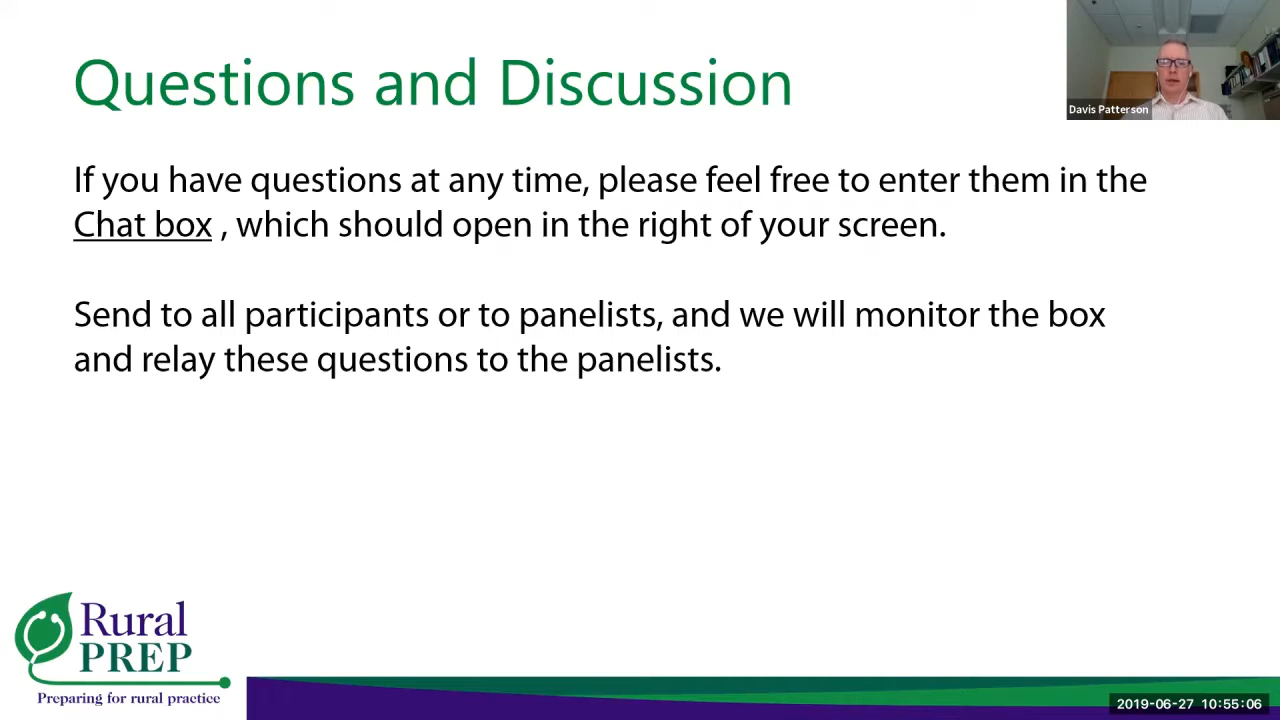 Questions and Discussion
Davis Patterson
If you have questions at any time, please feel free to enter them in the
Chat box , which should open in the right of your screen.
Send to all participants or to panelists, and we will monitor the box
and relay these questions to the panelists.
Rural
PREP
Preparing for rural practice
2019-06-27 10:55:06